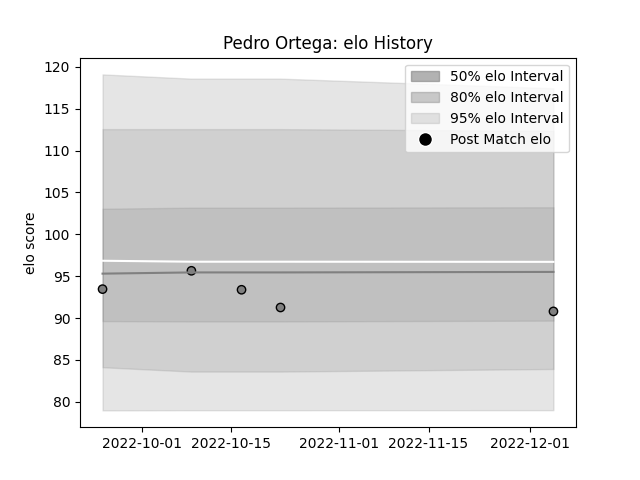 Pedro Ortega: elo History
50% elo Interval
80% elo Interval
95% elo Interval
Post Match elo
elo score
120
115
110
105
100
95
90
85
80
2022-10-01 2022-10-15 2022-11-01 2022-11-15 2022-12-01